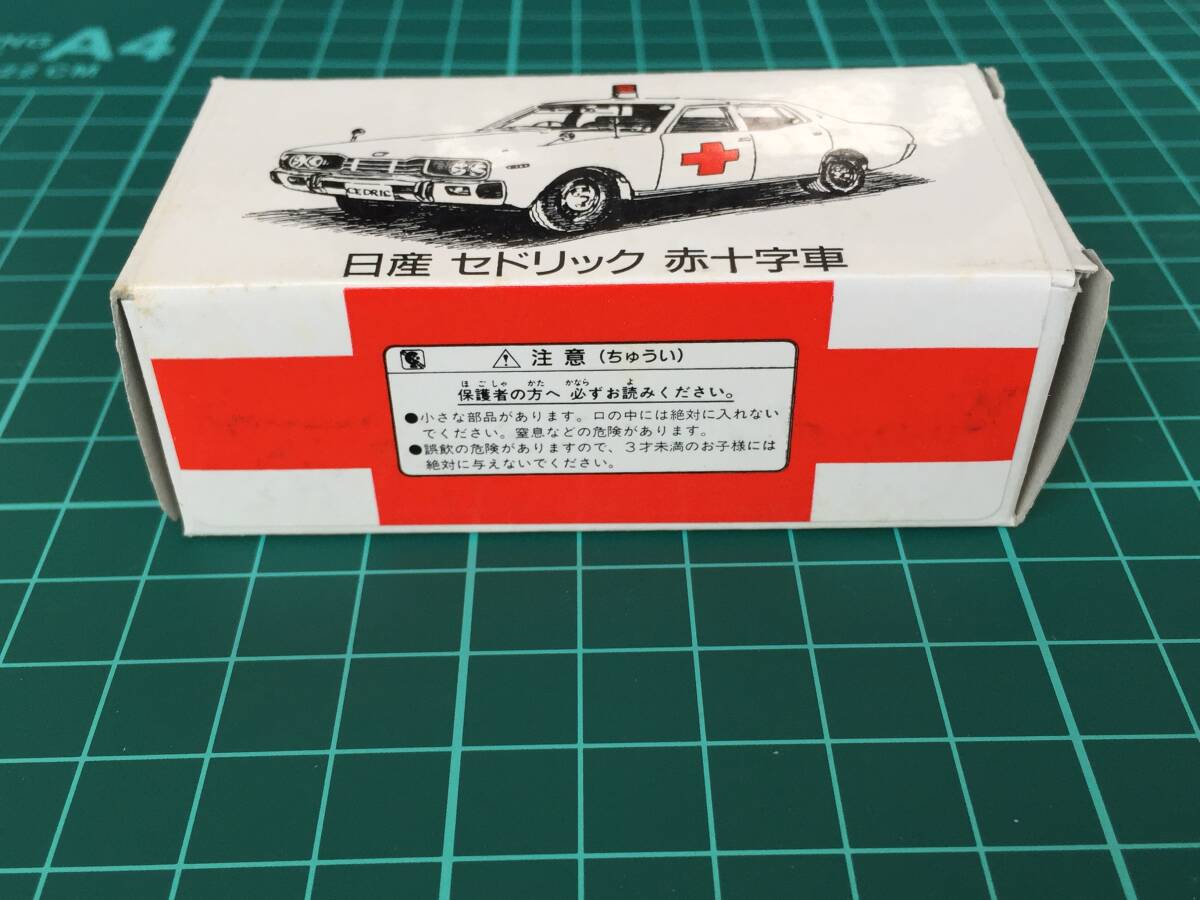 A4
22 CM
CEDRIC
日産 セドリック 赤十字車
注意(ちゅうい)
ほごしゃ かた かなら よ
保護者の方へ 必ずお読みください。
●小さな部品があります。口の中には絶対に入れない
でください。窒息などの危険があります。
●誤飲の危険がありますので、3才未満のお子様には
絶対に与えないでください。